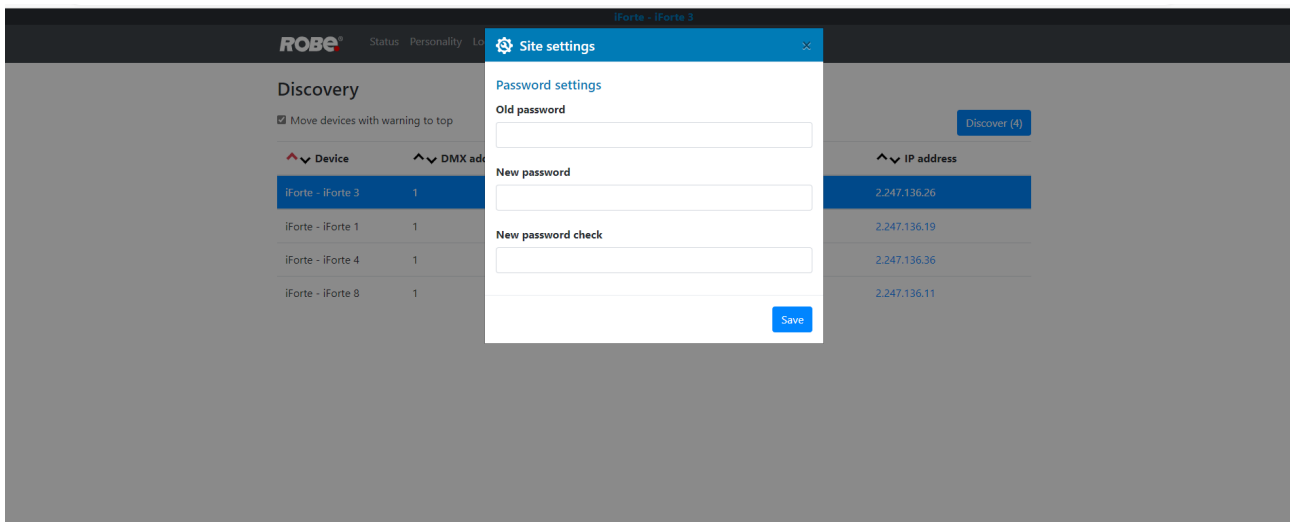 iForte - iForte 3
ROBE®
Status Personality Lo
Site settings ×
Password settings
Old password
New password
New password check
Save
Discovery
Move devices with warning to top
Discover (4)
Device DMX add IP address
iForte - iForte 3 1 2.247.136.26
iForte - iForte 1 1 2.247.136.19
iForte - iForte 4 1 2.247.136.36
iForte - iForte 8 1 2.247.136.11